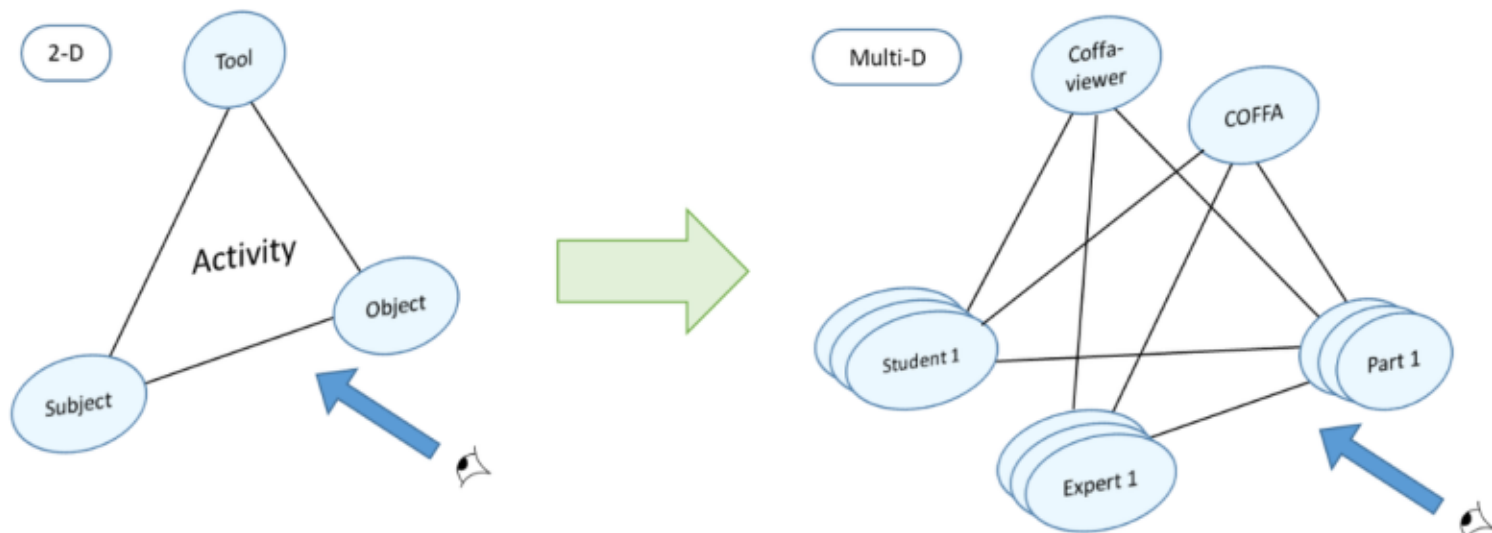 2-D
Tool
Activity
Object
Subject
Multi-D
Coffa-
viewer
COFFA
Student 1
Part 1
Expert 1